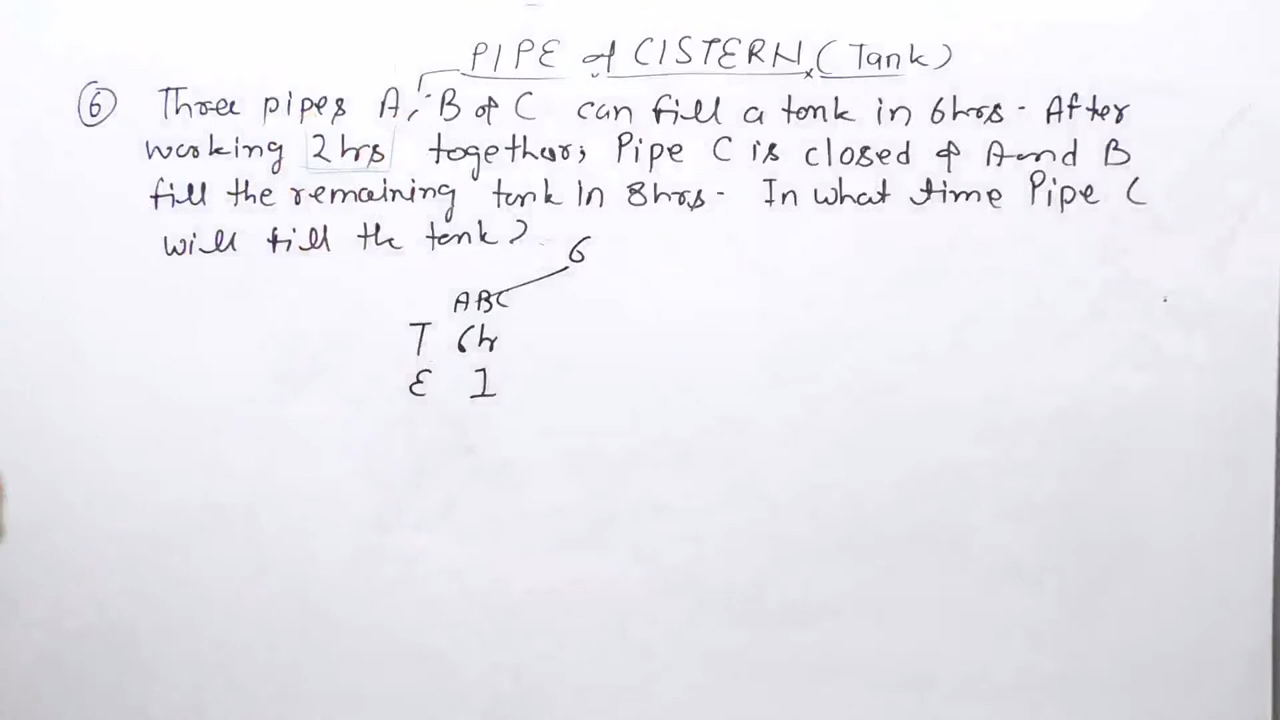 PIPE & CISTERN (Tank)
⑥ Three pipes A, B & C can fill a tank in 6hrs. After
working 2hrs together, Pipe C is closed & A and B
fill the remaining tank in 8hrs. In what time Pipe C
will fill the tank?
6
ABC
T 6hr
E 1